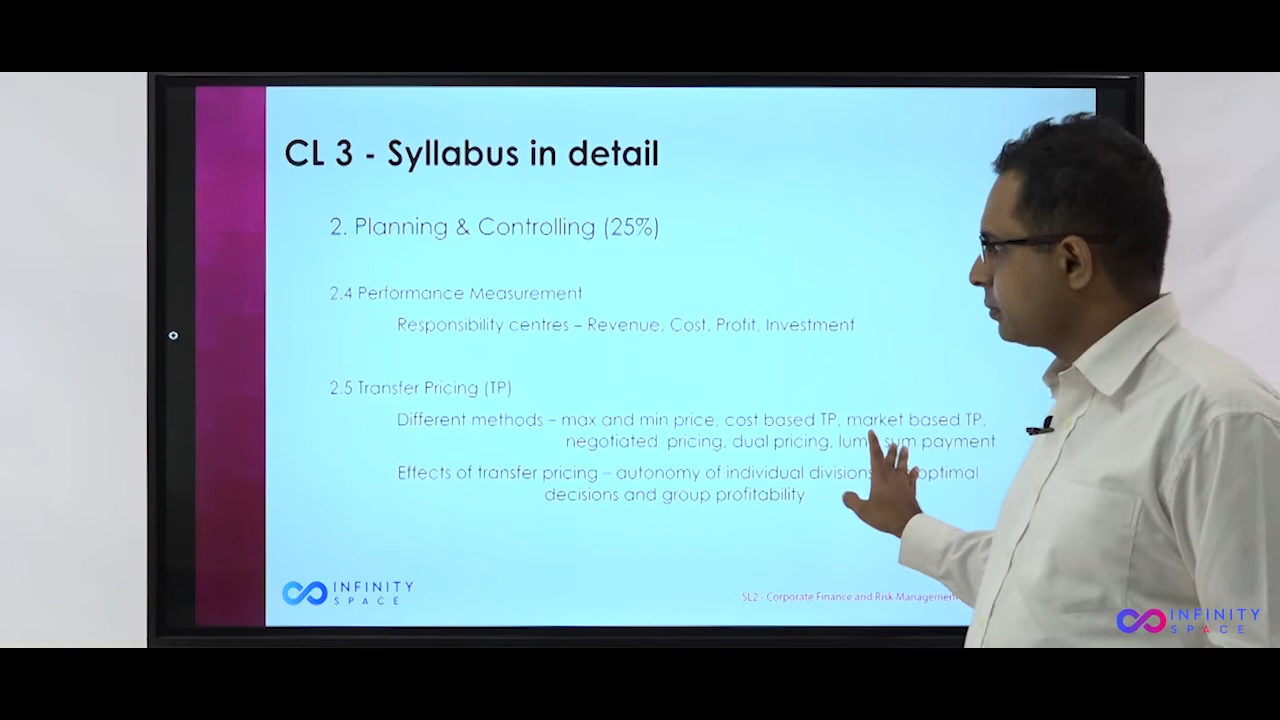 CL 3 - Syllabus in detail
2. Planning & Controlling (25%)
2.4 Performance Measurement
Responsibility centres – Revenue, Cost, Profit, Investment
2.5 Transfer Pricing (TP)
Different methods – max and min price, cost based TP, market based TP,
negotiated pricing, dual pricing, lump sum payment
Effects of transfer pricing – autonomy of individual divisions
decisions and group profitability
INFINITY
SPACE
SL2 - Corporate Finance and Risk Management
INFINITY
SPACE